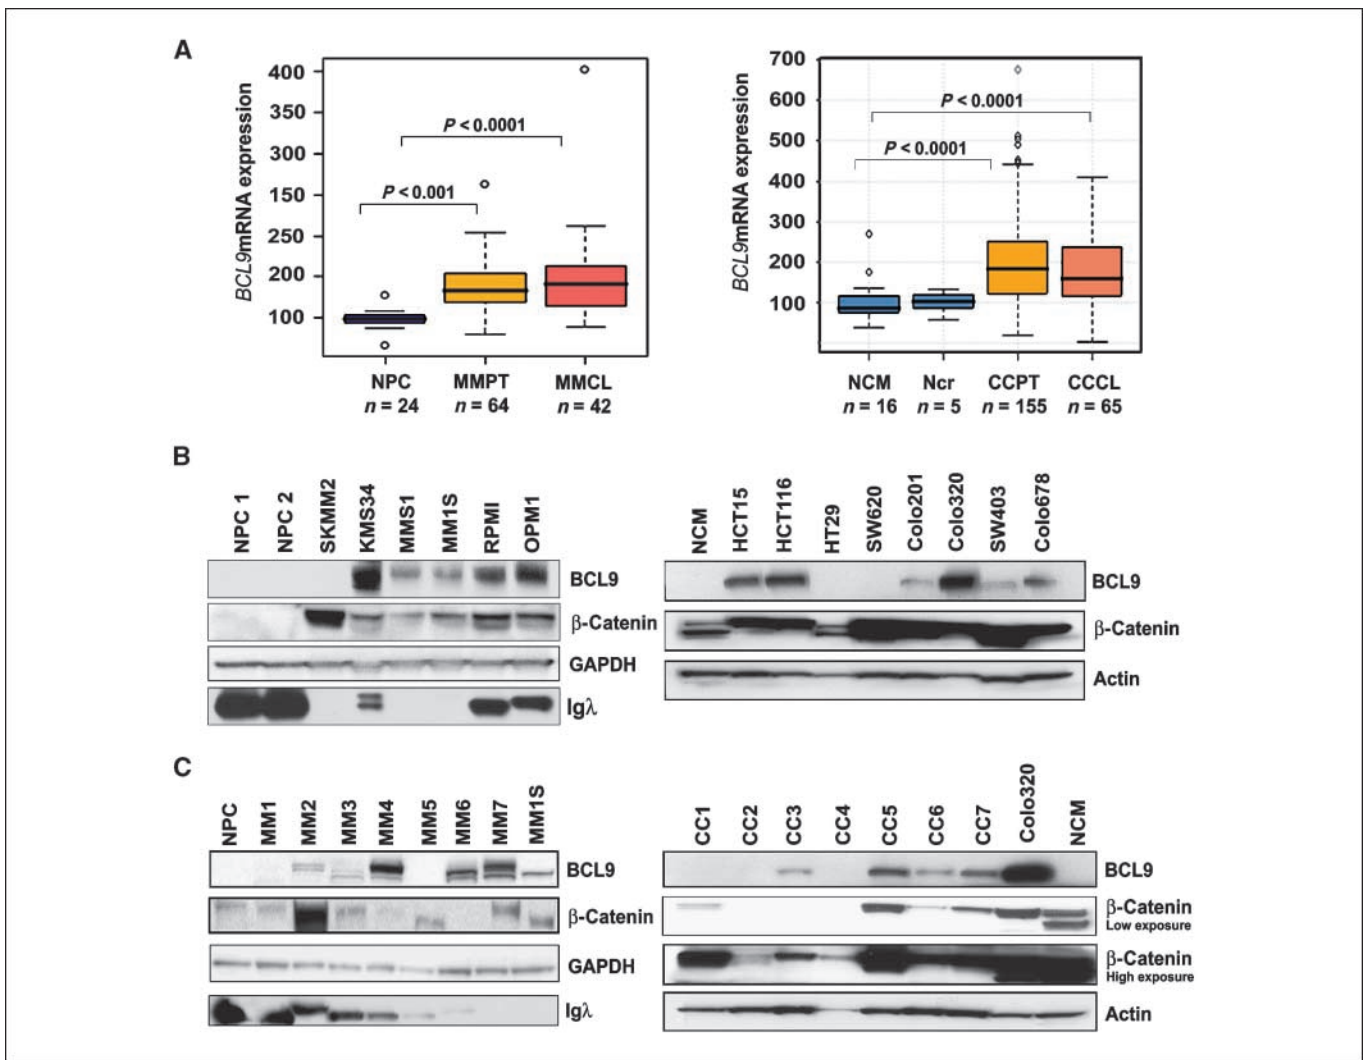 A
BCL9mRNA expression
400
350
300
150
250
200
100
P < 0.0001
P < 0.001
NPC MMPT MMCL
n = 24 n = 64 n = 42
BCL9mRNA expression
700
600
500
400
300
200
100
P < 0.0001
P < 0.0001
NCM Ncr CCPT CCCL
n = 16 n = 5 n = 155 n = 65
B
NPC 1 NPC 2 SKMM2 KMS34 MMS1 MM1S RPMI OPM1
BCL9
β-Catenin
GAPDH
Igλ
NCM HCT15 HCT116 HT29 SW620 Colo201 Colo320 SW403 Colo678
BCL9
β-Catenin
Actin
C
NPC MM1 MM2 MM3 MM4 MM5 MM6 MM7 MM1S
BCL9
β-Catenin
GAPDH
Igλ
CC1 CC2 CC3 CC4 CC5 CC6 CC7 Colo320 NCM
BCL9
β-Catenin
Low exposure
β-Catenin
High exposure
Actin